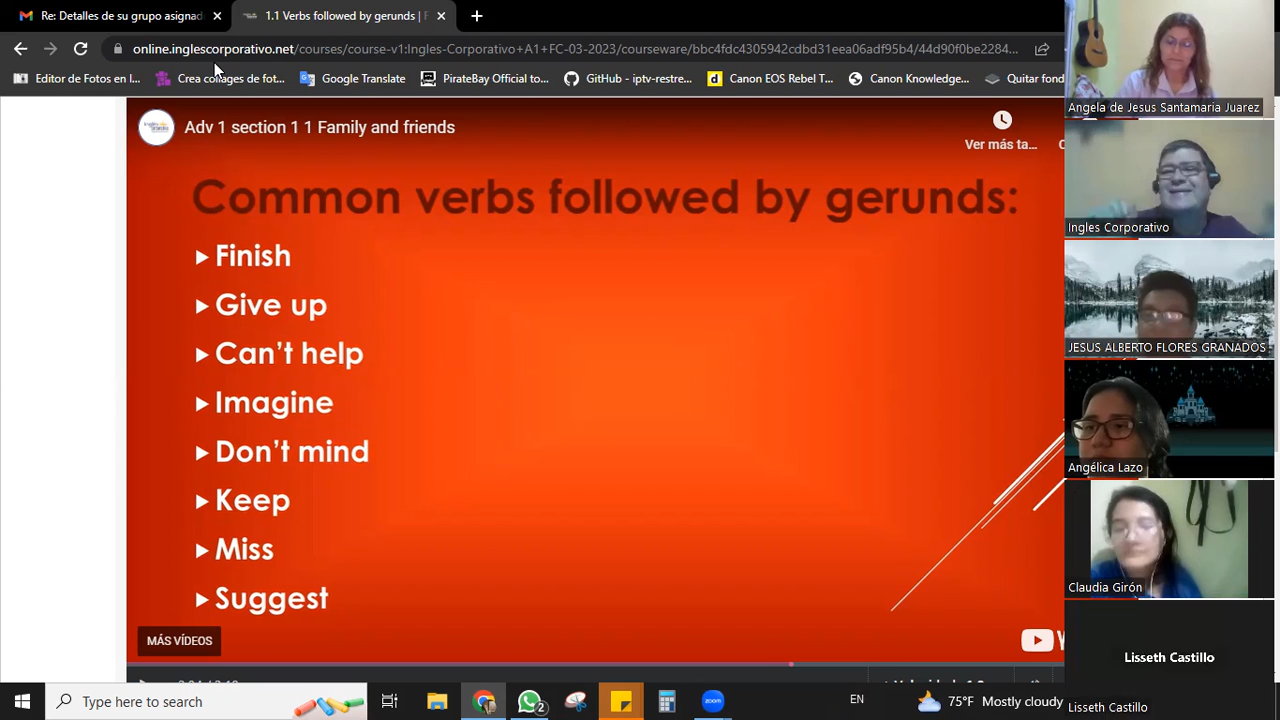 Re: Detalles de su grupo asignad
1.1 Verbs followed by gerunds | F
online.inglescorporativo.net/courses/course-v1:Ingles-Corporativo+A1+FC-03-2023/courseware/bbc4fdc4305942cdbd31eea06adf95b4/44d90f0be2284...
Editor de Fotos en l...
Crea collages de fot...
Google Translate
PirateBay Official to...
GitHub - iptv-restre...
Canon EOS Rebel T...
Canon Knowledge...
Quitar fond
Adv 1 section 1 1 Family and friends
Ver más ta...
Common verbs followed by gerunds:
Finish
Give up
Can't help
Imagine
Don't mind
Keep
Miss
Suggest
MÁS VÍDEOS
Angela de Jesus Santamaria Juarez
Ingles Corporativo
JESUS ALBERTO FLORES GRANADOS
Angélica Lazo
Claudia Girón
Lisseth Castillo
Lisseth Castillo
Type here to search
2
zoom
EN
75°F Mostly cloudy